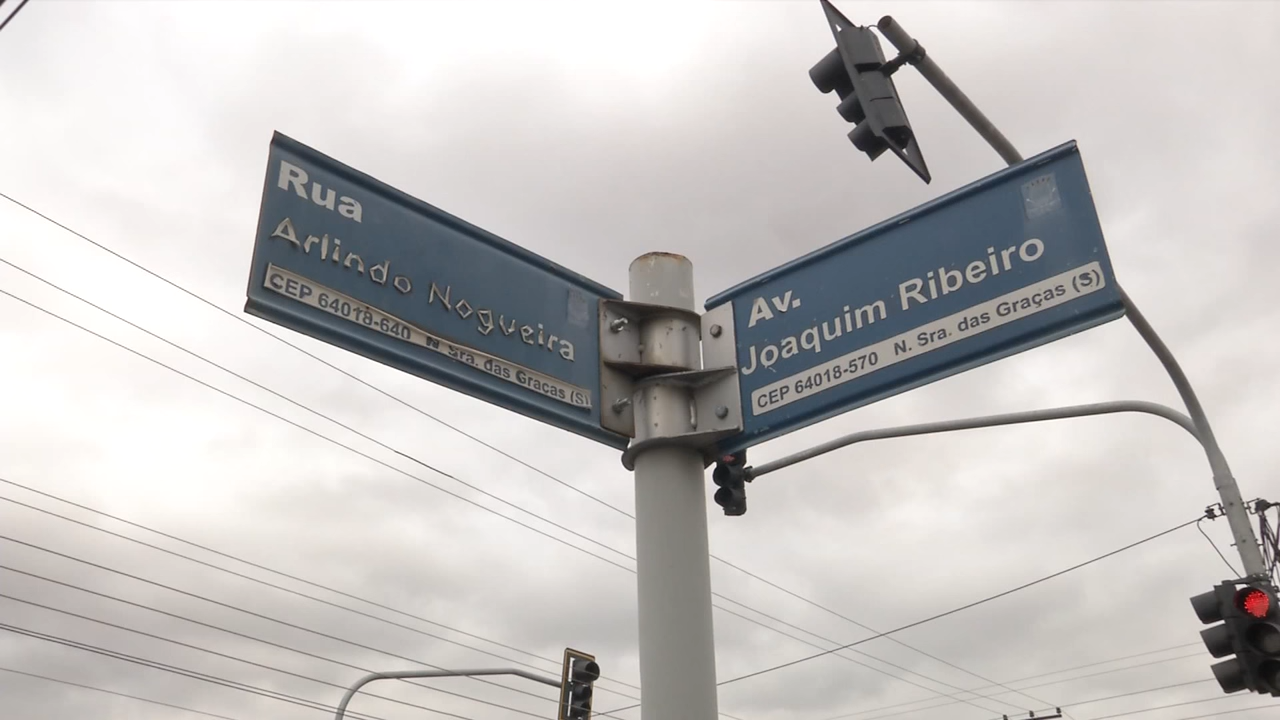 Rua
Arlindo Nogueira
CEP 64018-640 N Sra. das Graças (S)
Av.
Joaquim Ribeiro
CEP 64018-570 N. Sra. das Graças (S)